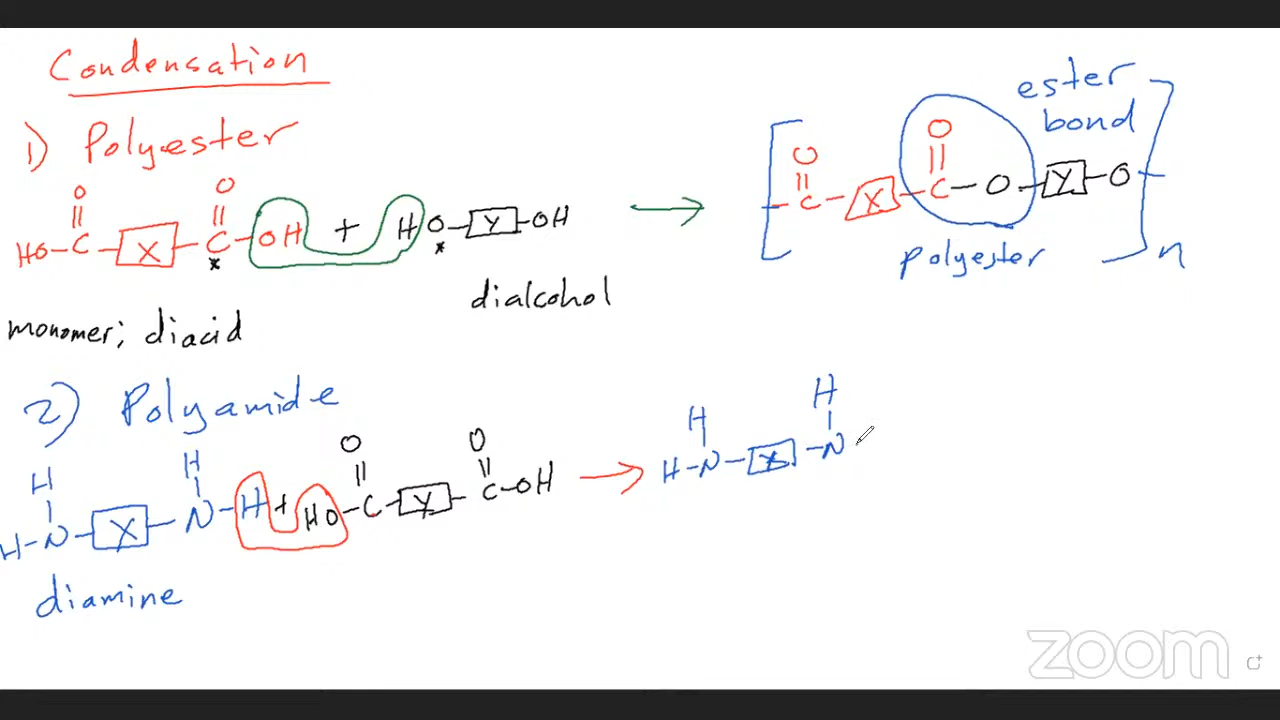 Condensation
1) Polyester
O O
HO-C-X-C-OH + HO-Y-OH →
* *
monomer; diacid
dialcohol
ester
bond
O O
[-C-X-C-O-Y-O-]n
polyester
2) Polyamide
H H O O
H-N-X-N-H + HO-C-Y-C-OH →
diamine
H H
H-N-X-N
zoom